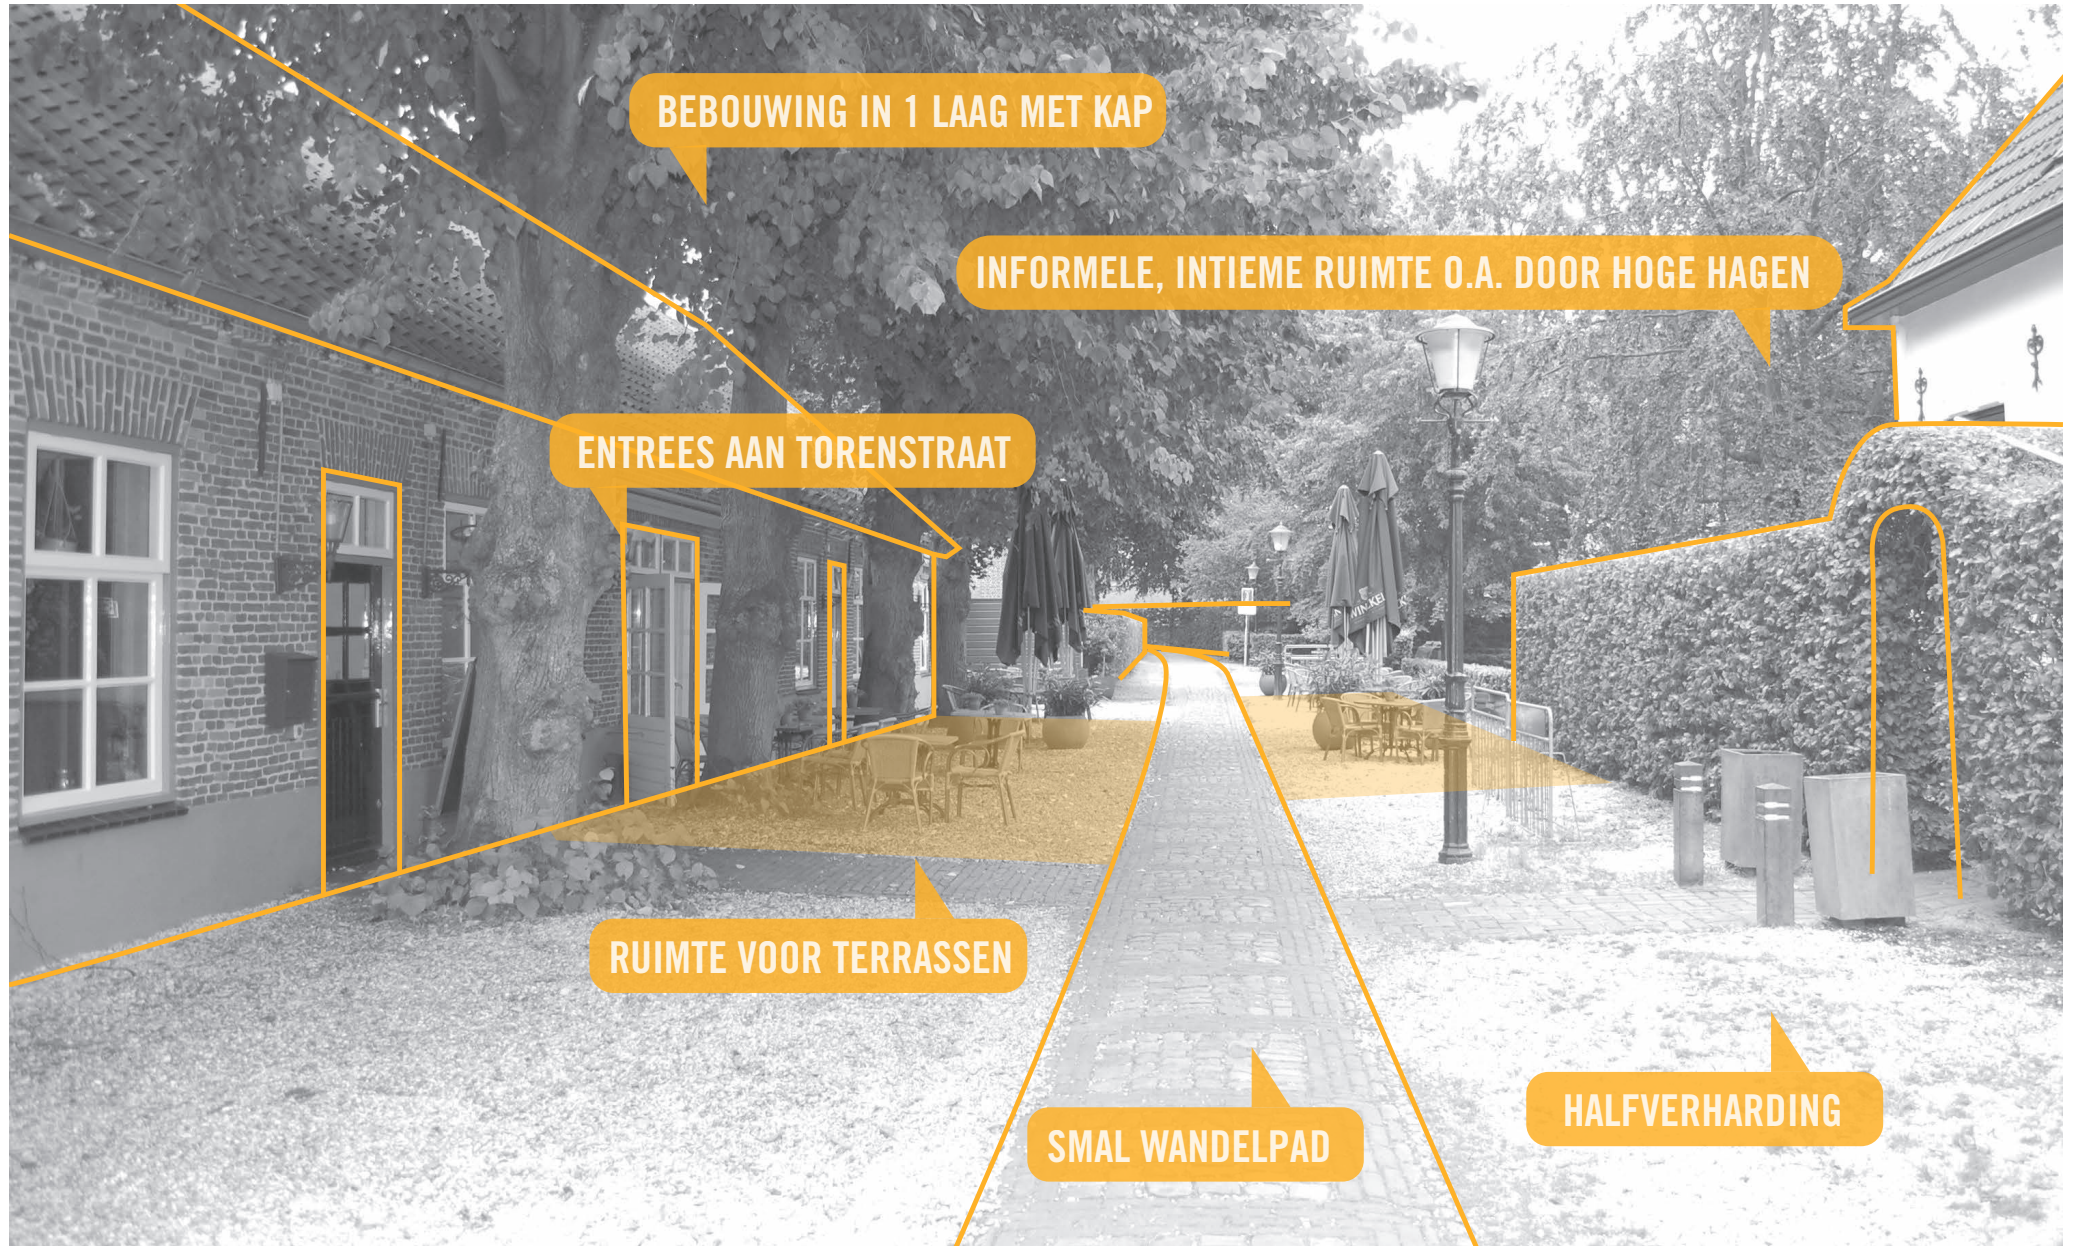 BEBOUWING IN 1 LAAG MET KAP
INFORMELE, INTIEME RUIMTE O.A. DOOR HOGE HAGEN
ENTREES AAN TORENSTRAAT
RUIMTE VOOR TERRASSEN
SMAL WANDELPAD
HALFVERHARDING